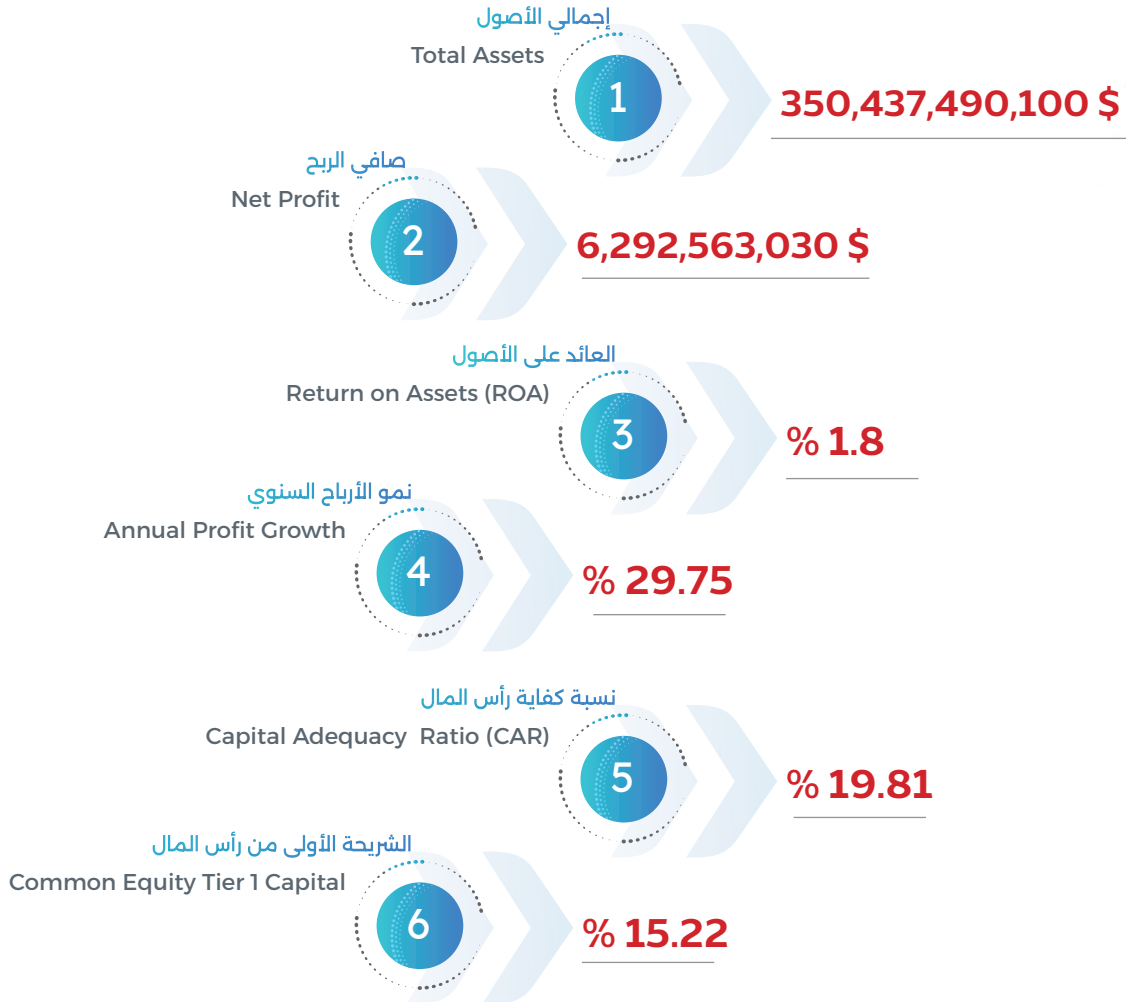 إجمالي الأصول
Total Assets
1
350,437,490,100 $
صافي الربح
Net Profit
2
6,292,563,030 $
العائد على الأصول
Return on Assets (ROA)
3
% 1.8
نمو الأرباح السنوي
Annual Profit Growth
4
% 29.75
نسبة كفاية رأس المال
Capital Adequacy Ratio (CAR)
5
% 19.81
الشريحة الأولى من رأس المال
Common Equity Tier 1 Capital
6
% 15.22